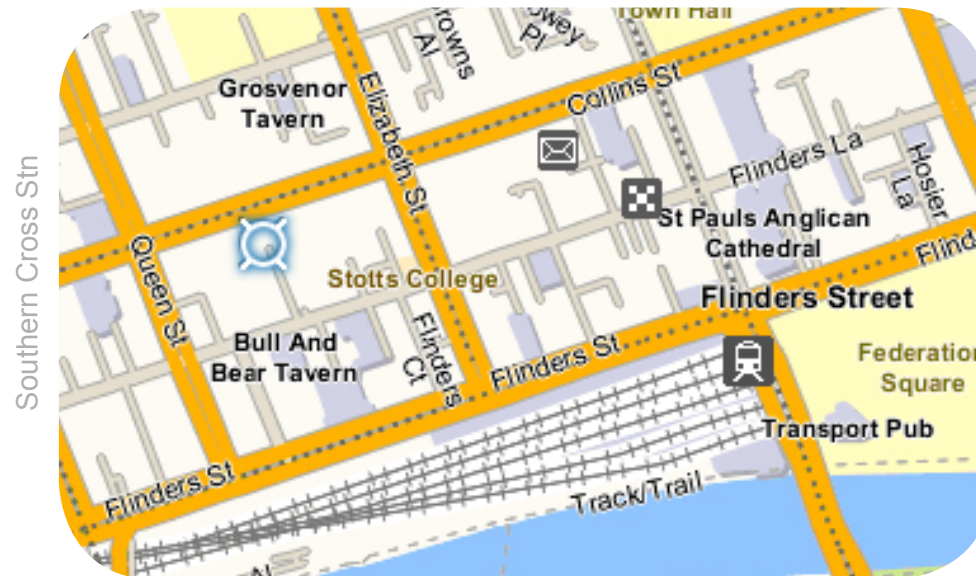 Town Hall
Grosvenor
Tavern
Elizabeth St
Collins St
Flinders La
Hosier
La
St Pauls Anglican
Cathedral
Southern Cross Stn
Queen St
Stotts College
Flinders Street
Bull And
Bear Tavern
Flinders
Ct
Flinders St
Federation
Square
Transport Pub
Flinders St
Track/Trail